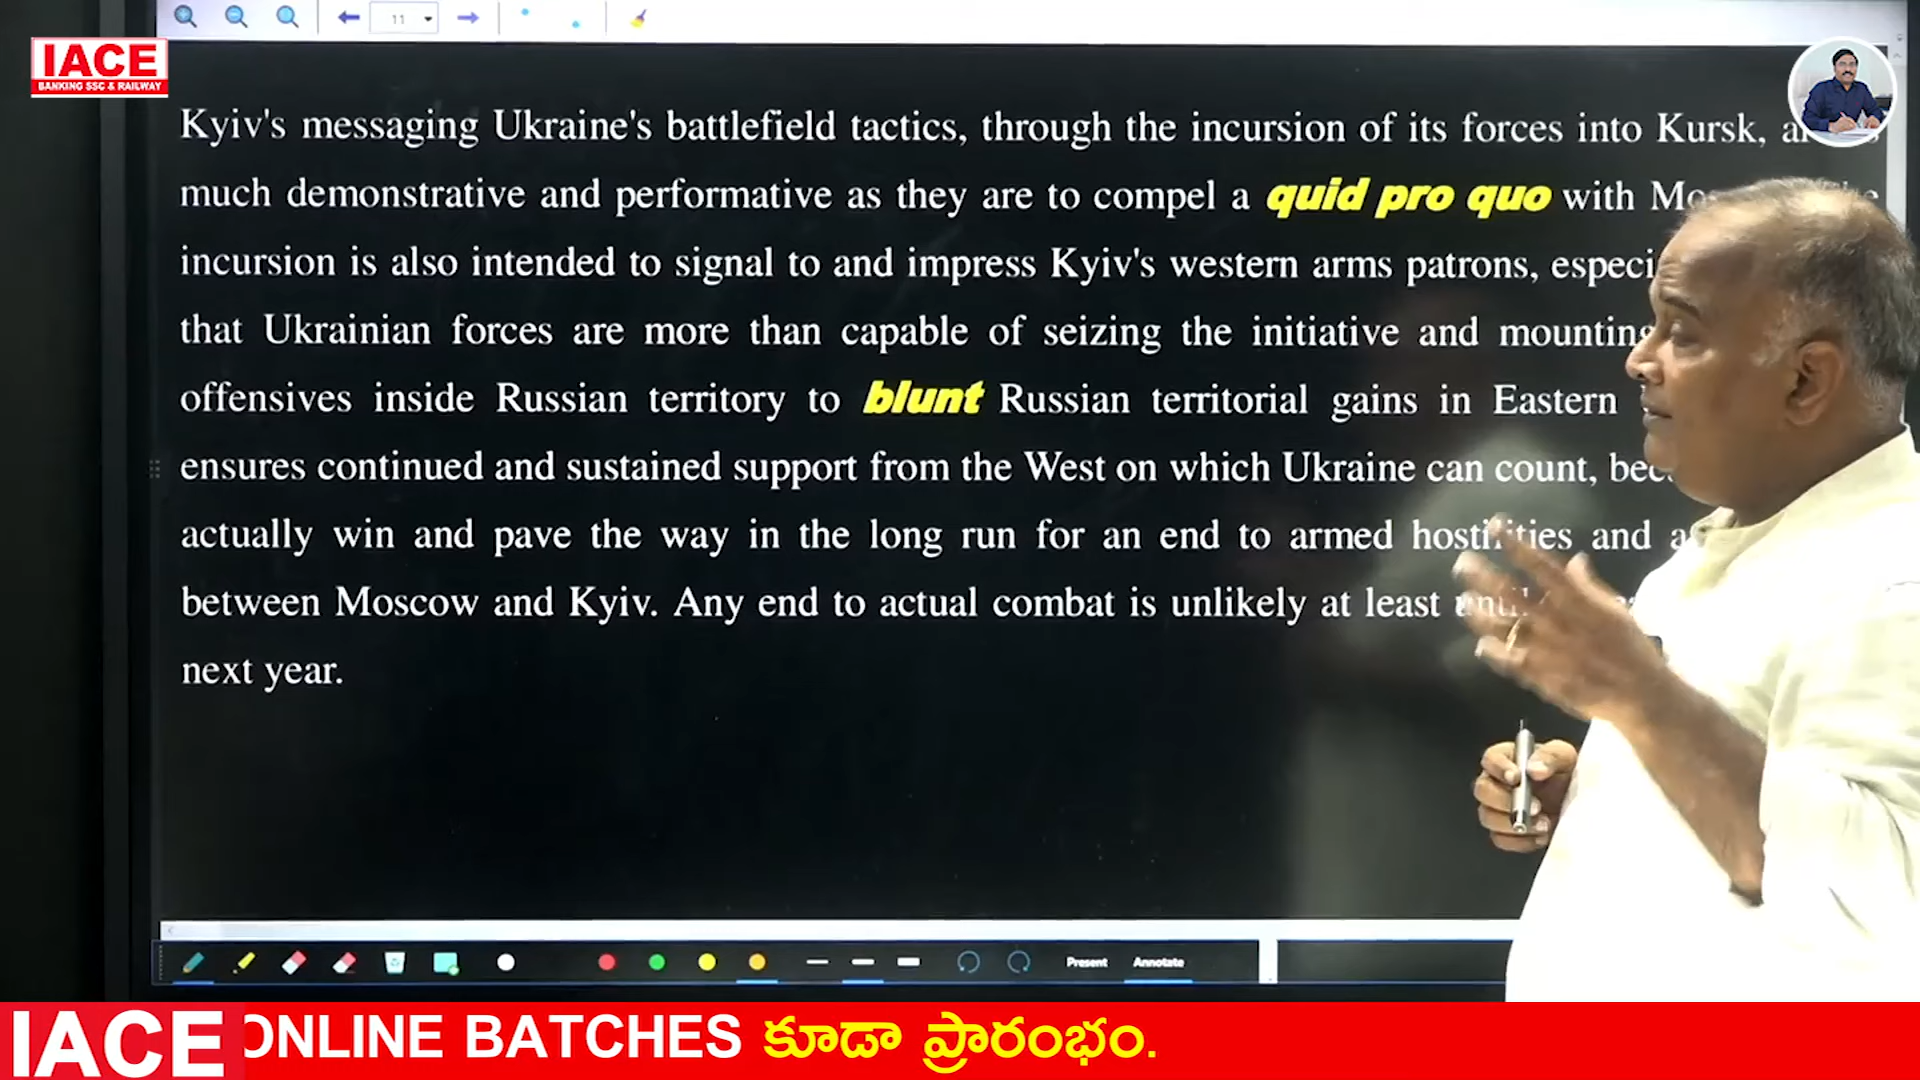 11
IACE
BANKING SSC & RAILWAY
Kyiv's messaging Ukraine's battlefield tactics, through the incursion of its forces into Kursk,
much demonstrative and performative as they are to compel a quid pro quo with
incursion is also intended to signal to and impress Kyiv's western arms patrons,
that Ukrainian forces are more than capable of seizing the initiative and mounting
offensives inside Russian territory to blunt Russian territorial gains in Eastern
ensures continued and sustained support from the West on which Ukraine can count,
actually win and pave the way in the long run for an end to armed hostilities and
between Moscow and Kyiv. Any end to actual combat is unlikely at least until
next year.
Present Annotate
IACE ONLINE BATCHES కూడా ప్రారంభం.